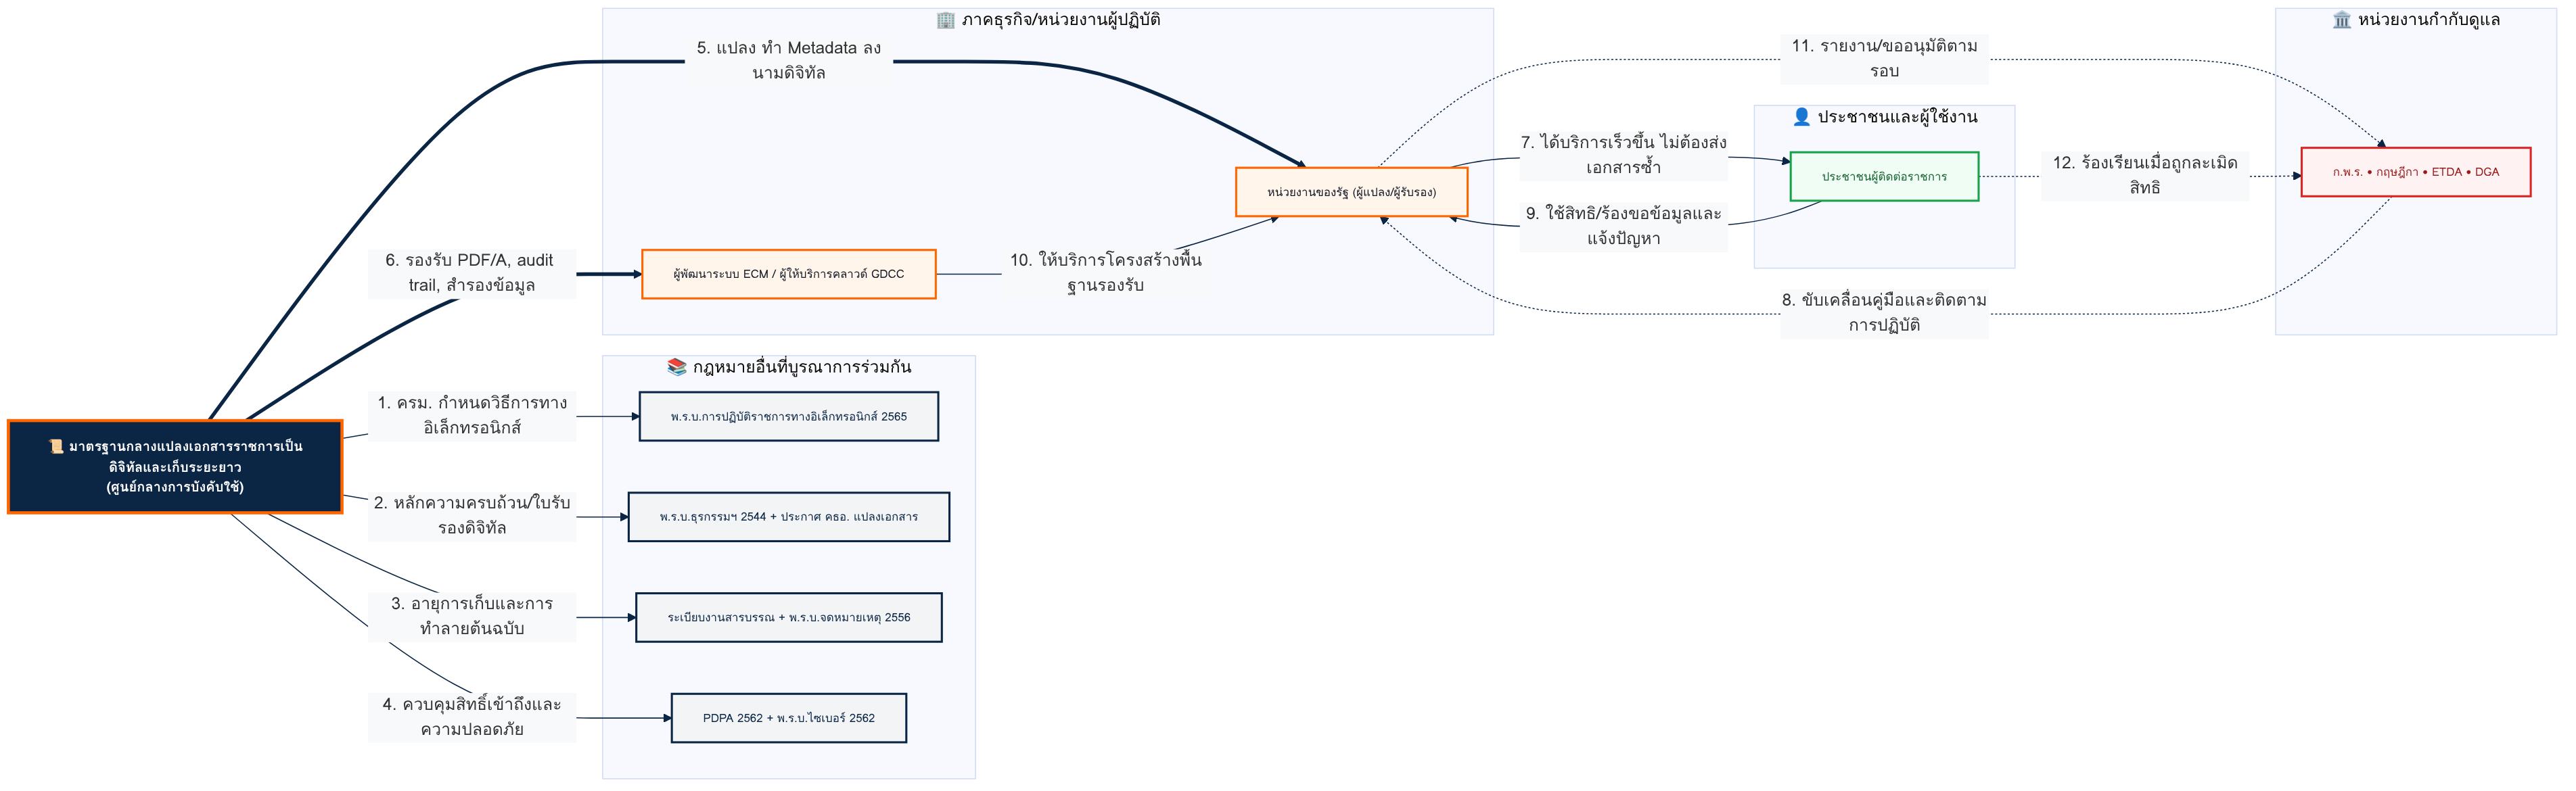 🏢 ภาคธุรกิจ/หน่วยงานผู้ปฏิบัติ
🏛️ หน่วยงานกำกับดูแล
5. แปลง ทำ Metadata ลง
นามดิจิทัล
11. รายงาน/ขออนุมัติตาม
รอบ
👤 ประชาชนและผู้ใช้งาน
7. ได้บริการเร็วขึ้น ไม่ต้องส่ง
เอกสารซ้ำ
12. ร้องเรียนเมื่อถูกละเมิด
สิทธิ
หน่วยงานของรัฐ (ผู้แปลง/ผู้รับรอง)
ประชาชนผู้ติดต่อราชการ
ก.พ.ร. • กฤษฎีกา • ETDA • DGA
9. ใช้สิทธิ/ร้องขอข้อมูลและ
แจ้งปัญหา
6. รองรับ PDF/A, audit
trail, สำรองข้อมูล
ผู้พัฒนาระบบ ECM / ผู้ให้บริการคลาวด์ GDCC
10. ให้บริการโครงสร้างพื้น
ฐานรองรับ
8. ขับเคลื่อนคู่มือและติดตาม
การปฏิบัติ
📚 กฎหมายอื่นที่บูรณาการร่วมกัน
1. ครม. กำหนดวิธีการทาง
อิเล็กทรอนิกส์
พ.ร.บ.การปฏิบัติราชการทางอิเล็กทรอนิกส์ 2565
📜 มาตรฐานกลางแปลงเอกสารราชการเป็น
ดิจิทัลและเก็บระยะยาว
(ศูนย์กลางการบังคับใช้)
2. หลักความครบถ้วน/ใบรับ
รองดิจิทัล
พ.ร.บ.ธุรกรรมฯ 2544 + ประกาศ คธอ. แปลงเอกสาร
3. อายุการเก็บและการ
ทำลายต้นฉบับ
ระเบียบงานสารบรรณ + พ.ร.บ.จดหมายเหตุ 2556
4. ควบคุมสิทธิ์เข้าถึงและ
ความปลอดภัย
PDPA 2562 + พ.ร.บ.ไซเบอร์ 2562